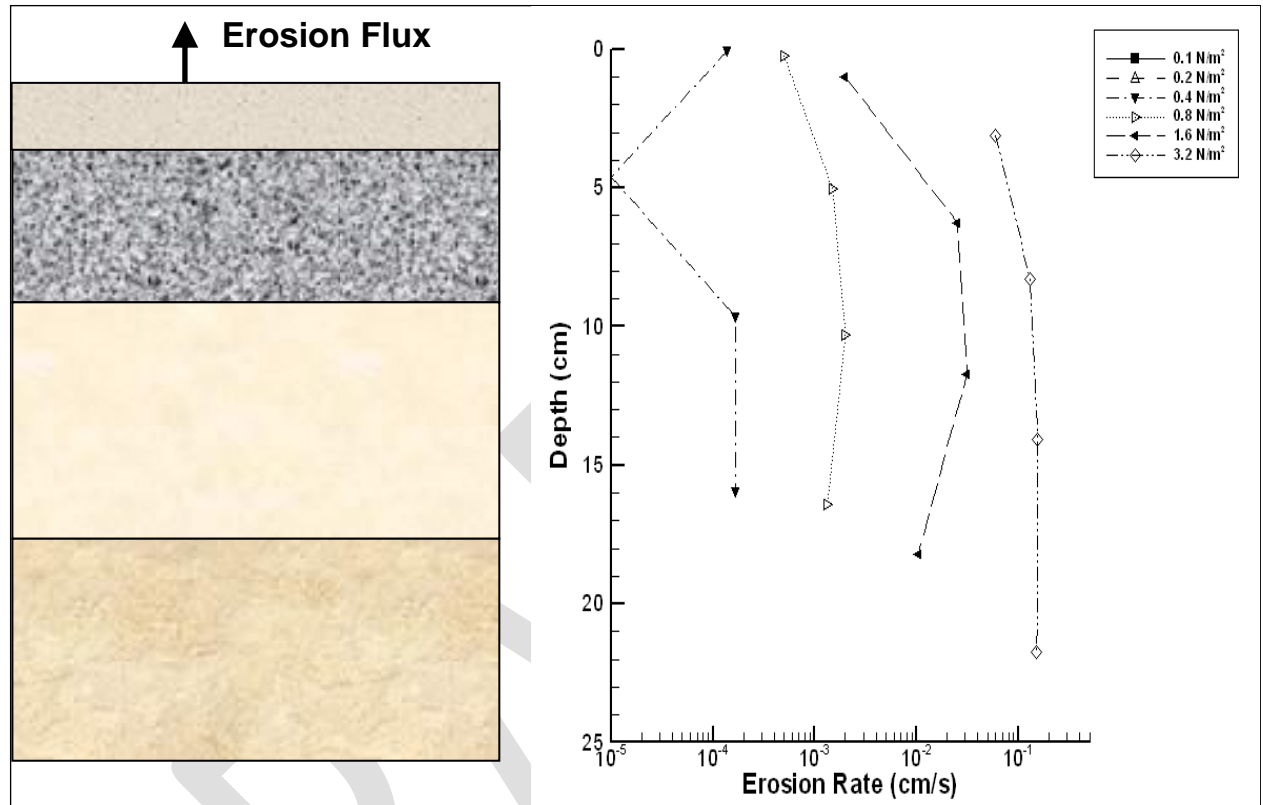 Erosion Flux
0
5
10
15
20
25
Depth (cm)
10⁻⁵ 10⁻⁴ 10⁻³ 10⁻² 10⁻¹
Erosion Rate (cm/s)
0.1 N/m²
0.2 N/m²
0.4 N/m²
0.8 N/m²
1.6 N/m²
3.2 N/m²